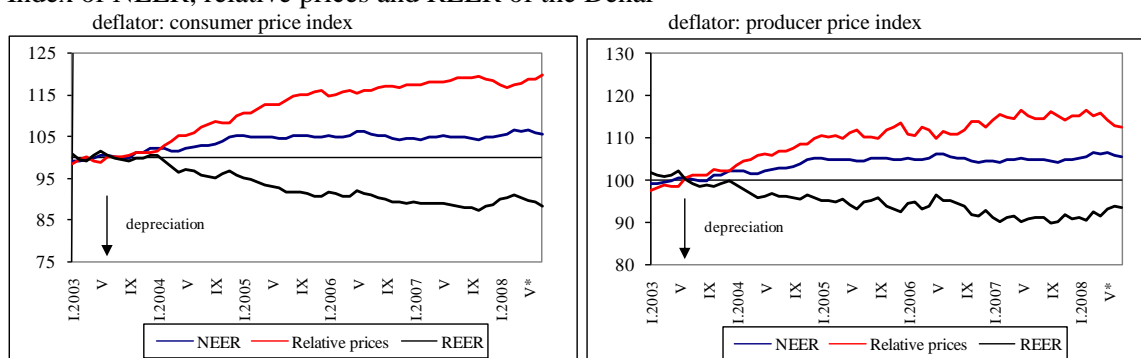 Index of NEER, relative prices and REER of the Denar
deflator: consumer price index
125
115
105
95
85
75
depreciation
I.2003
V
IX
I.2004
V
IX
I.2005
V
IX
I.2006
V
IX
I.2007
V
IX
I.2008
V*
NEER
Relative prices
REER
deflator: producer price index
120
110
100
90
80
depreciation
I.2003
V
IX
I.2004
V
IX
I.2005
V
IX
I.2006
V
IX
I.2007
V
IX
I.2008
V*
NEER
Relative prices
REER